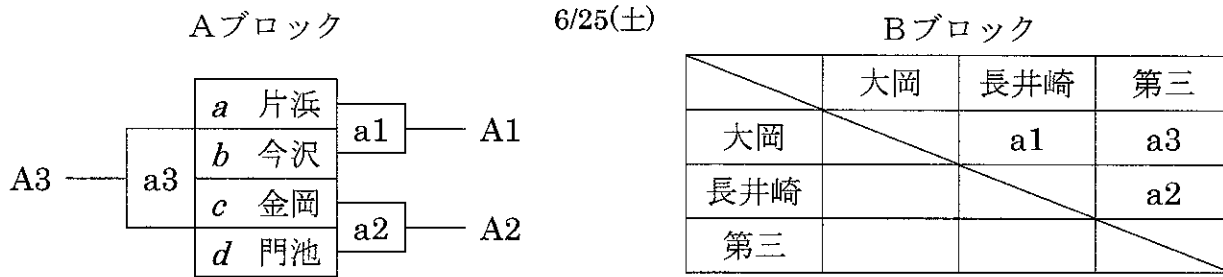 Aブロック
6/25(土)
Bブロック
a 片浜
b 今沢
c 金岡
d 門池
a1
a2
a3
A1
A2
A3
大岡 長井崎 第三
大岡 a1 a3
長井崎 a2
第三